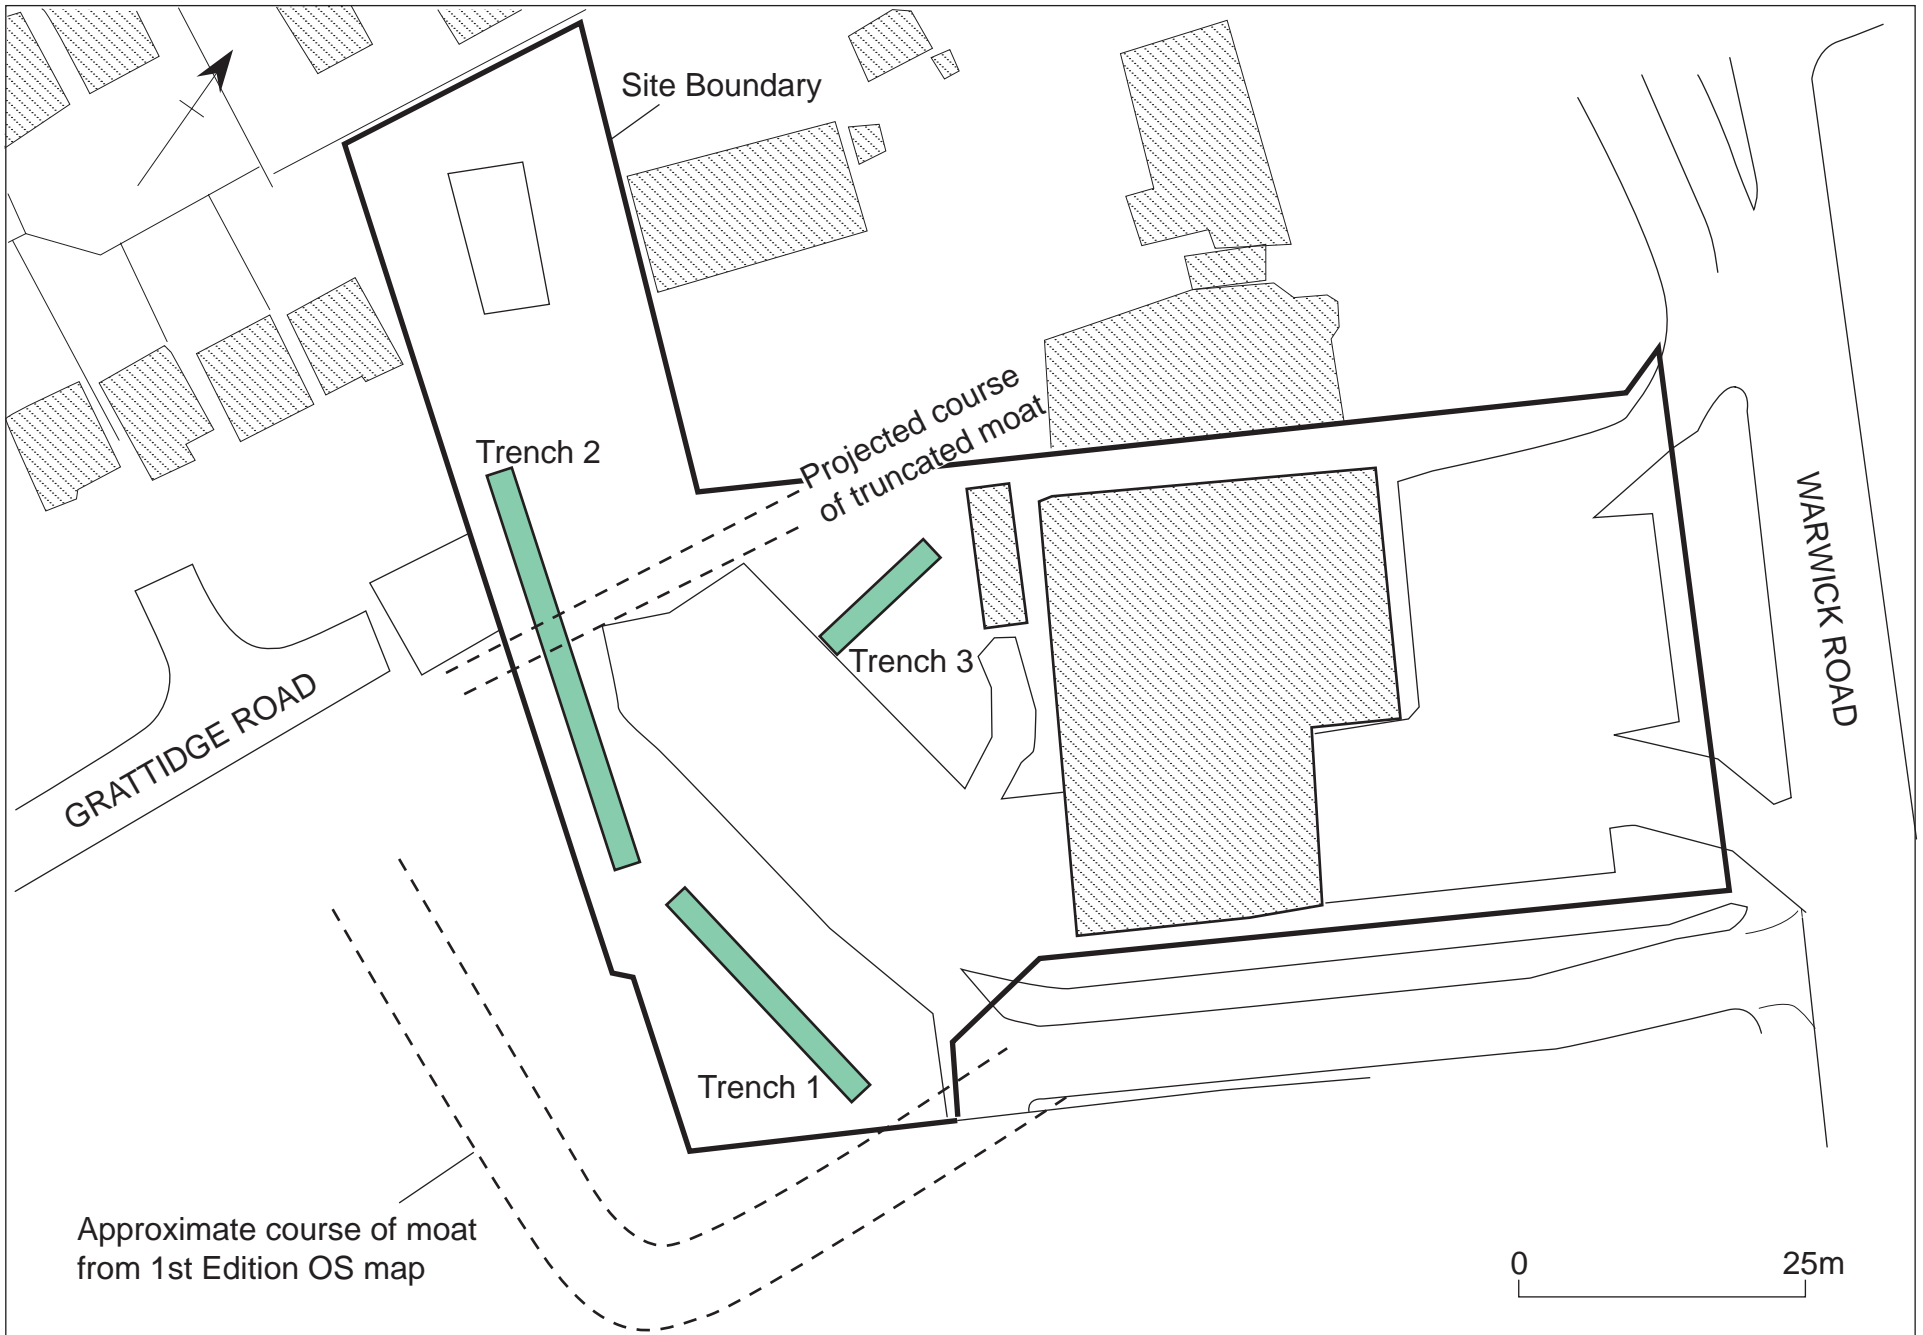 Site Boundary
Projected course
of truncated moat
Trench 2
Trench 3
WARWICK ROAD
GRATTIDGE ROAD
Trench 1
Approximate course of moat
from 1st Edition OS map
0 25m